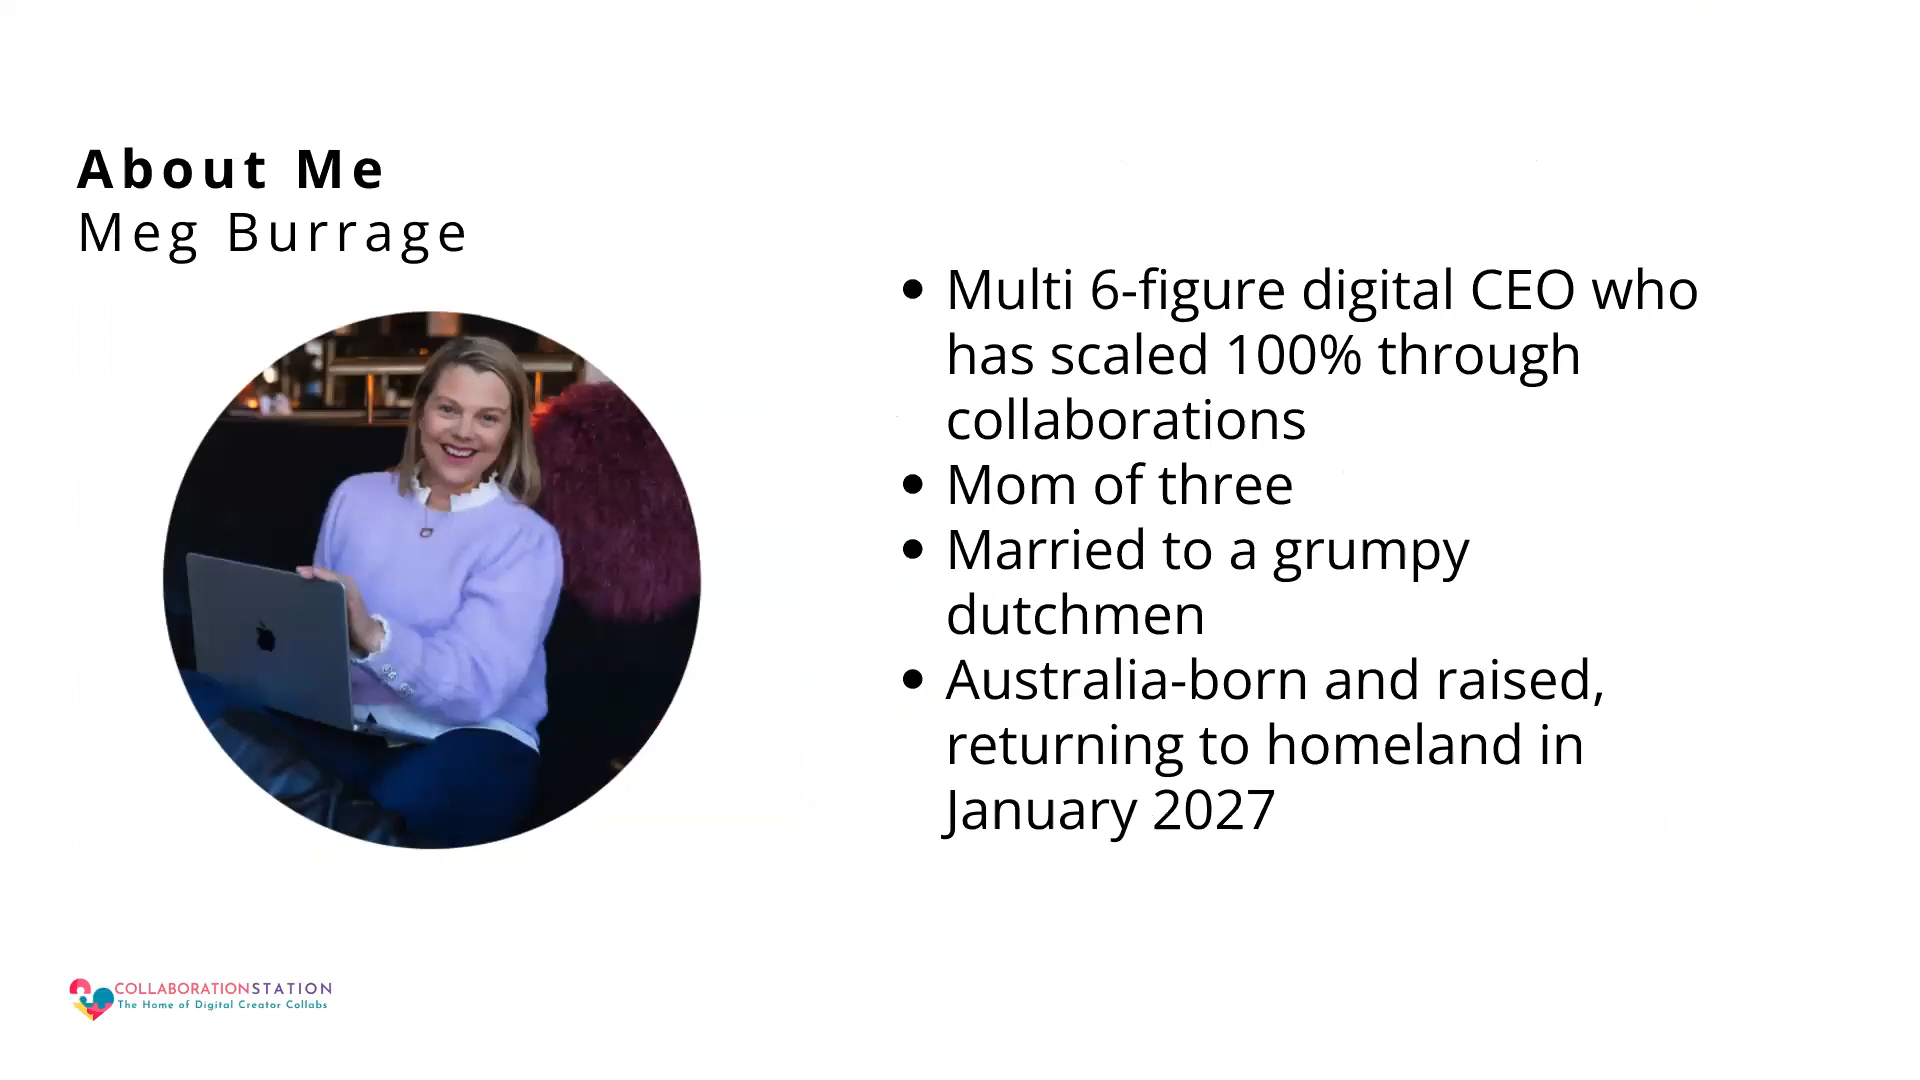 About Me
Meg Burrage
• Multi 6-figure digital CEO who
has scaled 100% through
collaborations
• Mom of three
• Married to a grumpy
dutchmen
• Australia-born and raised,
returning to homeland in
January 2027
COLLABORATIONSTATION
The Home of Digital Creator Collabs